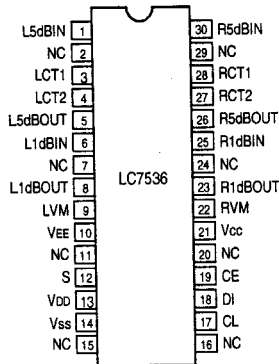 L5dBIN 1 30 R5dBIN
NC 2 29 NC
LCT1 3 28 RCT1
LCT2 4 27 RCT2
L5dBOUT 5 26 R5dBOUT
L1dBIN 6 25 R1dBIN
NC 7 24 NC
L1dBOUT 8 LC7536 23 R1dBOUT
LVM 9 22 RVM
VEE 10 21 VCC
NC 11 20 NC
S 12 19 CE
VDD 13 18 DI
VSS 14 17 CL
NC 15 16 NC